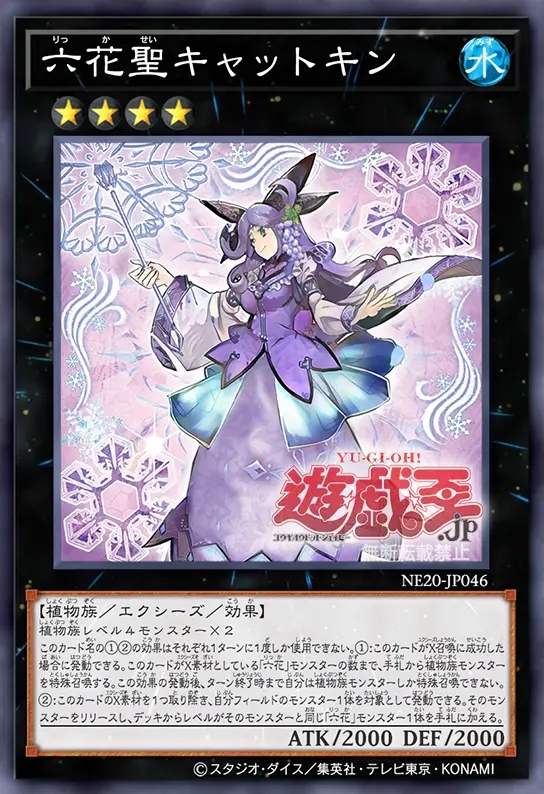 六花聖キャットキン
水
YU-GI-OH!
遊戯王.jp
無断転載禁止
NE20-JP046
【植物族/エクシーズ/効果】
植物族レベル4モンスター×2
このカード名の①②の効果はそれぞれ1ターンに1度しか使用できない。①:このカードがX召喚に成功した
場合に発動できる。このカードがX素材としている「六花」モンスターの数まで、手札から植物族モンスター
を特殊召喚する。この効果の発動後、ターン終了時まで自分は植物族モンスターしか特殊召喚できない。
②:このカードのX素材を1つ取り除き、自分フィールドのモンスター1体を対象として発動できる。そのモン
スターをリリースし、デッキからレベルがそのモンスターと同じ「六花」モンスター1体を手札に加える。
ATK/2000 DEF/2000
©スタジオ・ダイス/集英社・テレビ東京・KONAMI